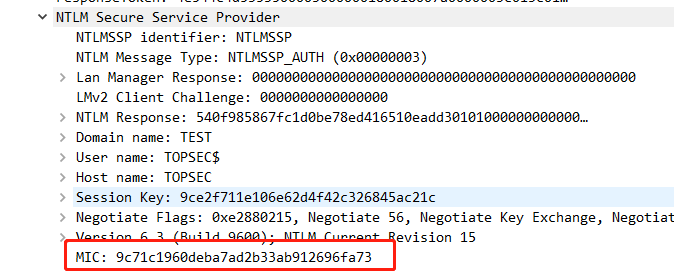 NTLM Secure Service Provider
NTLMSSP identifier: NTLMSSP
NTLM Message Type: NTLMSSP_AUTH (0x00000003)
Lan Manager Response: 000000000000000000000000000000000000000000000000
LMv2 Client Challenge: 0000000000000000
NTLM Response: 540f985867fc1d0be78ed416510eadd30101000000000000…
Domain name: TEST
User name: TOPSEC$
Host name: TOPSEC
Session Key: 9ce2f711e106e62d4f42c326845ac21c
Negotiate Flags: 0xe2880215, Negotiate 56, Negotiate Key Exchange, Negotia
Version 6.3 (Build 9600); NTLM Current Revision 15
MIC: 9c71c1960deba7ad2b33ab912696fa73